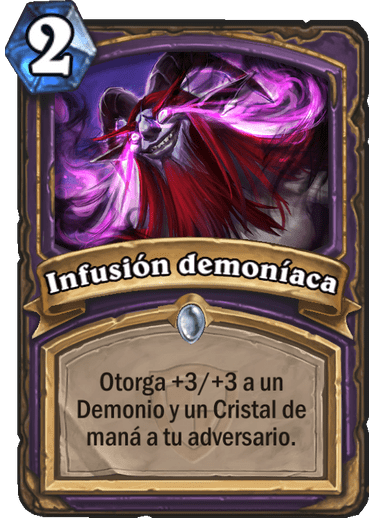 2
Infusión demoníaca
Otorga +3/+3 a un
Demonio y un Cristal de
maná a tu adversario.